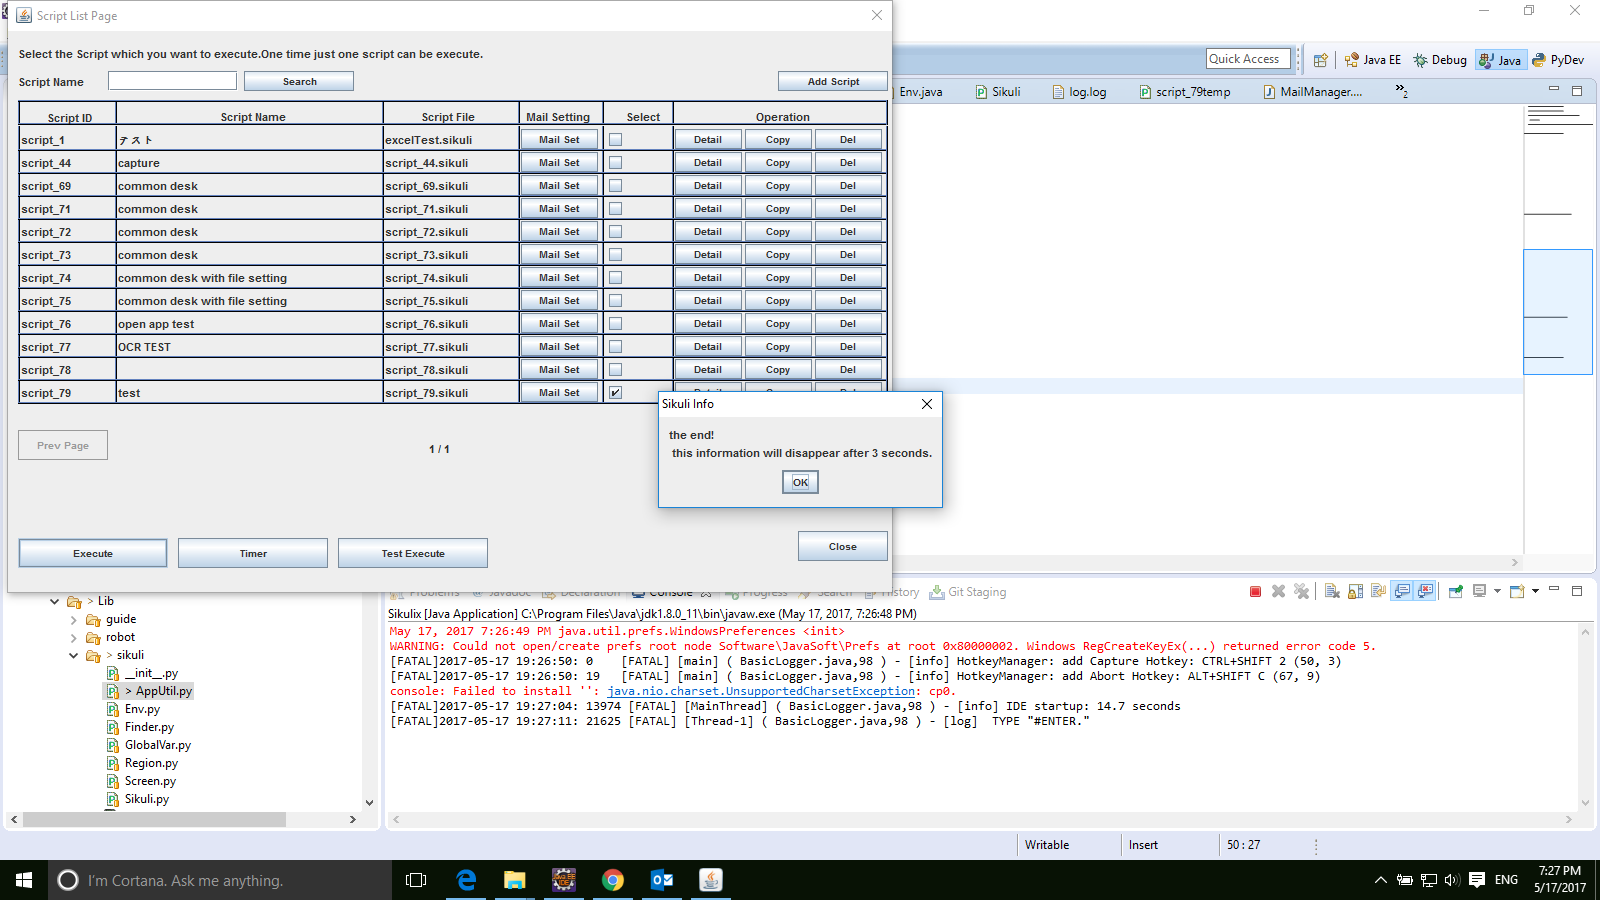 Script List Page
Select the Script which you want to execute.One time just one script can be execute.
Script Name Search Add Script
Script ID Script Name Script File Mail Setting Select Operation
script_1 テスト excelTest.sikuli Mail Set Detail Copy Del
script_44 capture script_44.sikuli Mail Set Detail Copy Del
script_69 common desk script_69.sikuli Mail Set Detail Copy Del
script_71 common desk script_71.sikuli Mail Set Detail Copy Del
script_72 common desk script_72.sikuli Mail Set Detail Copy Del
script_73 common desk script_73.sikuli Mail Set Detail Copy Del
script_74 common desk with file setting script_74.sikuli Mail Set Detail Copy Del
script_75 common desk with file setting script_75.sikuli Mail Set Detail Copy Del
script_76 open app test script_76.sikuli Mail Set Detail Copy Del
script_77 OCR TEST script_77.sikuli Mail Set Detail Copy Del
script_78 script_78.sikuli Mail Set Detail Copy Del
script_79 test script_79.sikuli Mail Set
Prev Page 1 / 1
Execute Timer Test Execute Close
Sikuli Info
the end!
this information will disappear after 3 seconds.
OK
Quick Access Java EE Debug Java PyDev
Env.java Sikuli log.log script_79temp MailManager.... »2
Problems Javadoc Declaration Console Progress Search History Git Staging
Sikulix [Java Application] C:\Program Files\Java\jdk1.8.0_11\bin\javaw.exe (May 17, 2017, 7:26:48 PM)
May 17, 2017 7:26:49 PM java.util.prefs.WindowsPreferences <init>
WARNING: Could not open/create prefs root node Software\JavaSoft\Prefs at root 0x80000002. Windows RegCreateKeyEx(...) returned error code 5.
[FATAL]2017-05-17 19:26:50: 0 [FATAL] [main] ( BasicLogger.java,98 ) - [info] HotkeyManager: add Capture Hotkey: CTRL+SHIFT 2 (50, 3)
[FATAL]2017-05-17 19:26:50: 19 [FATAL] [main] ( BasicLogger.java,98 ) - [info] HotkeyManager: add Abort Hotkey: ALT+SHIFT C (67, 9)
console: Failed to install '': java.nio.charset.UnsupportedCharsetException: cp0.
[FATAL]2017-05-17 19:27:04: 13974 [FATAL] [MainThread] ( BasicLogger.java,98 ) - [info] IDE startup: 14.7 seconds
[FATAL]2017-05-17 19:27:11: 21625 [FATAL] [Thread-1] ( BasicLogger.java,98 ) - [log] TYPE "#ENTER."
> Lib
guide
robot
> sikuli
__init__.py
> AppUtil.py
Env.py
Finder.py
GlobalVar.py
Region.py
Screen.py
Sikuli.py
Writable Insert 50 : 27
I'm Cortana. Ask me anything.
ENG
7:27 PM
5/17/2017